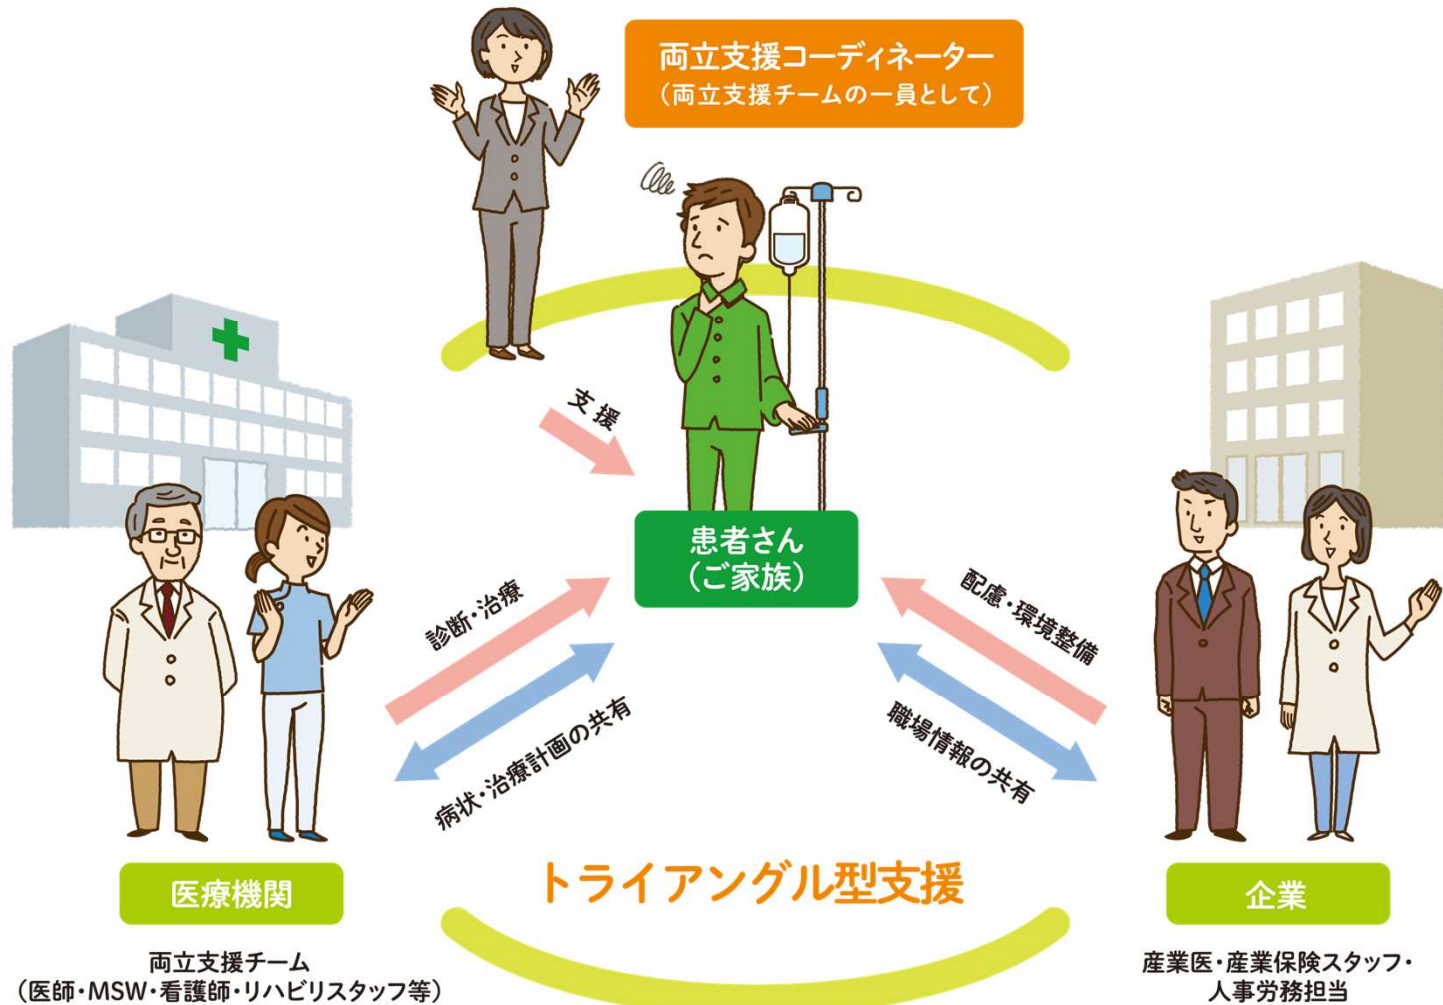 両立支援コーディネーター
（両立支援チームの一員として）
支援
患者さん
（ご家族）
診断・治療
病状・治療計画の共有
配慮・環境整備
職場情報の共有
トライアングル型支援
医療機関
両立支援チーム
（医師・MSW・看護師・リハビリスタッフ等）
企業
産業医・産業保険スタッフ・
人事労務担当